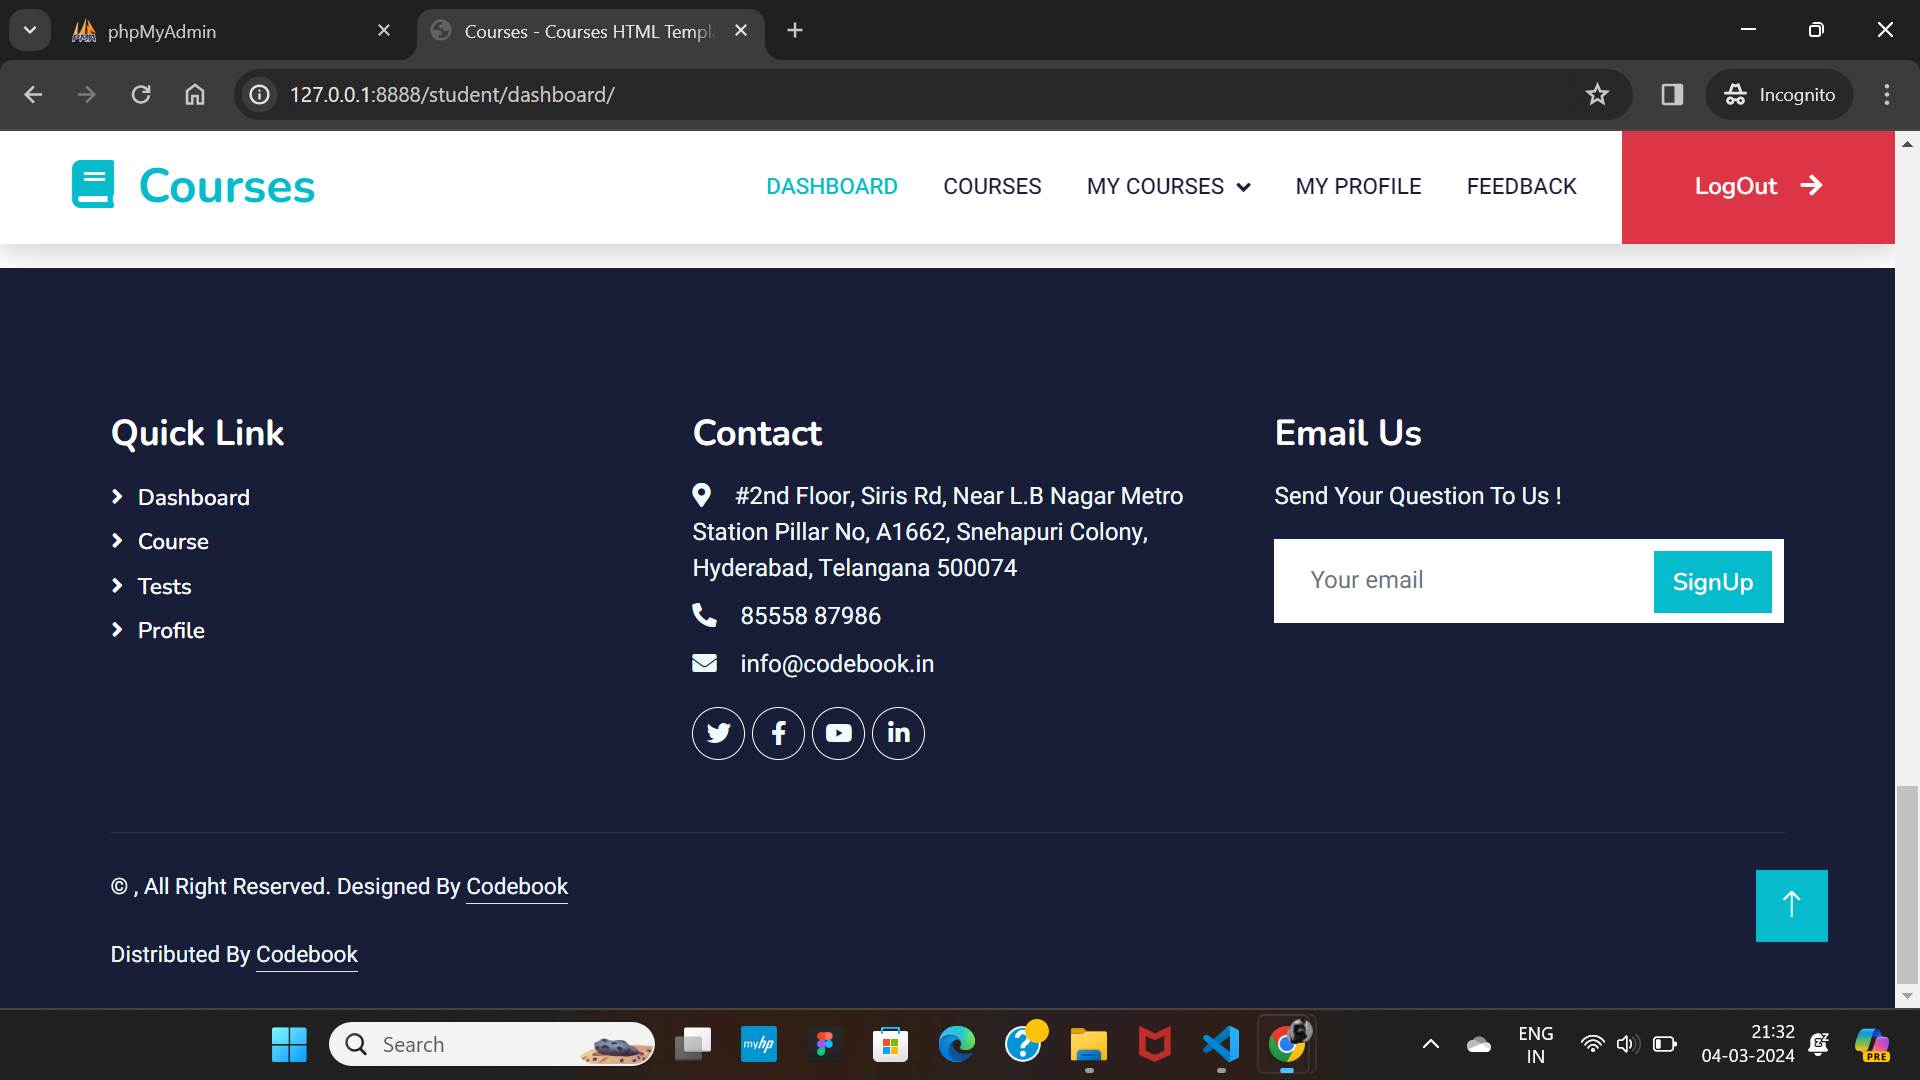 phpMyAdmin
Courses - Courses HTML Templa
127.0.0.1:8888/student/dashboard/
Incognito
Courses
DASHBOARD
COURSES
MY COURSES
MY PROFILE
FEEDBACK
LogOut
Quick Link
Dashboard
Course
Tests
Profile
Contact
#2nd Floor, Siris Rd, Near L.B Nagar Metro
Station Pillar No, A1662, Snehapuri Colony,
Hyderabad, Telangana 500074
85558 87986
info@codebook.in
Email Us
Send Your Question To Us !
Your email
SignUp
© , All Right Reserved. Designed By Codebook
Distributed By Codebook
Search
myhp
ENG
IN
21:32
04-03-2024
PRE